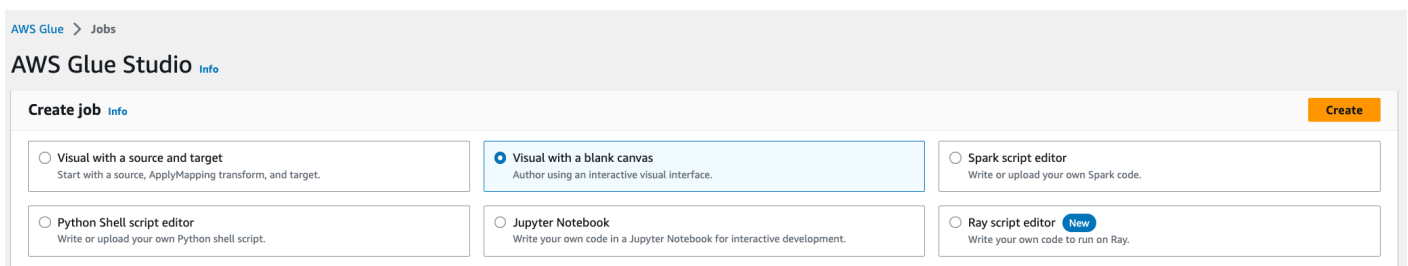 AWS Glue > Jobs
AWS Glue Studio Info
Create job Info
Create
Visual with a source and target
Start with a source, ApplyMapping transform, and target.
Visual with a blank canvas
Author using an interactive visual interface.
Spark script editor
Write or upload your own Spark code.
Python Shell script editor
Write or upload your own Python shell script.
Jupyter Notebook
Write your own code in a Jupyter Notebook for interactive development.
Ray script editor New
Write your own code to run on Ray.